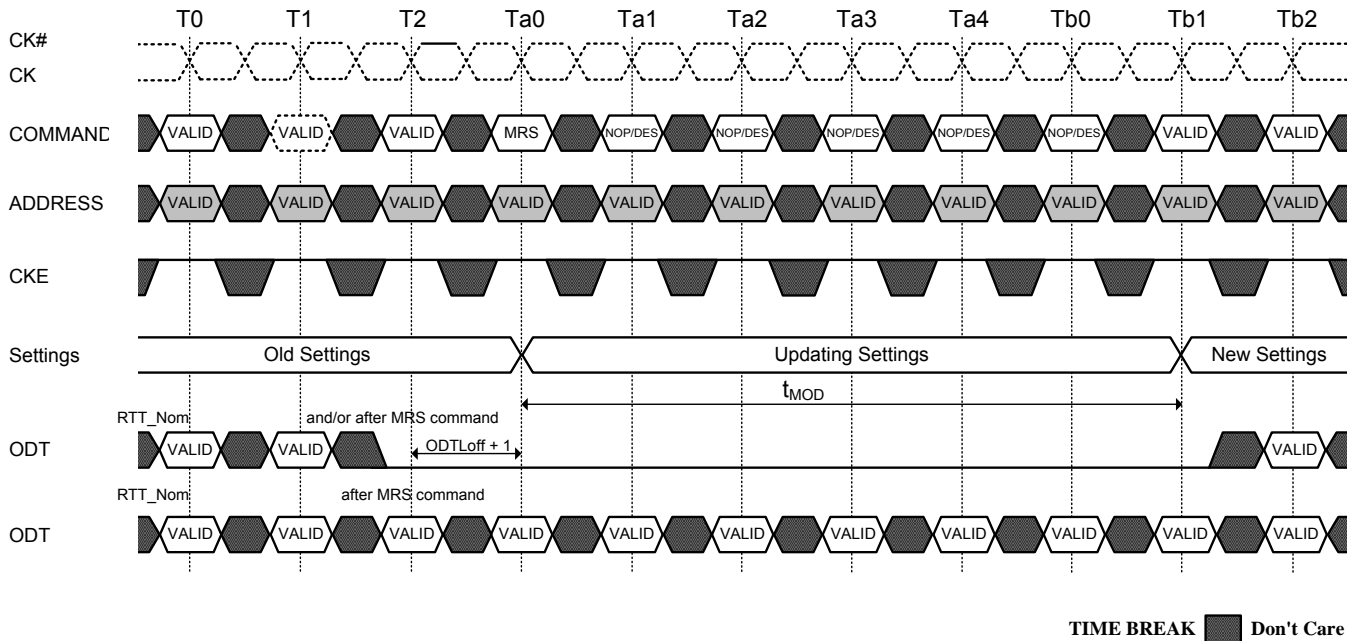 T0 T1 T2 Ta0 Ta1 Ta2 Ta3 Ta4 Tb0 Tb1 Tb2
CK#
CK
COMMAND VALID VALID VALID MRS NOP/DES NOP/DES NOP/DES NOP/DES NOP/DES VALID VALID
ADDRESS VALID VALID VALID VALID VALID VALID VALID VALID VALID VALID VALID
CKE
Settings Old Settings Updating Settings New Settings
tMOD
RTT_Nom and/or after MRS command
ODT VALID VALID ODTLoff + 1 VALID
RTT_Nom after MRS command
ODT VALID VALID VALID VALID VALID VALID VALID VALID VALID VALID VALID
TIME BREAK Don't Care